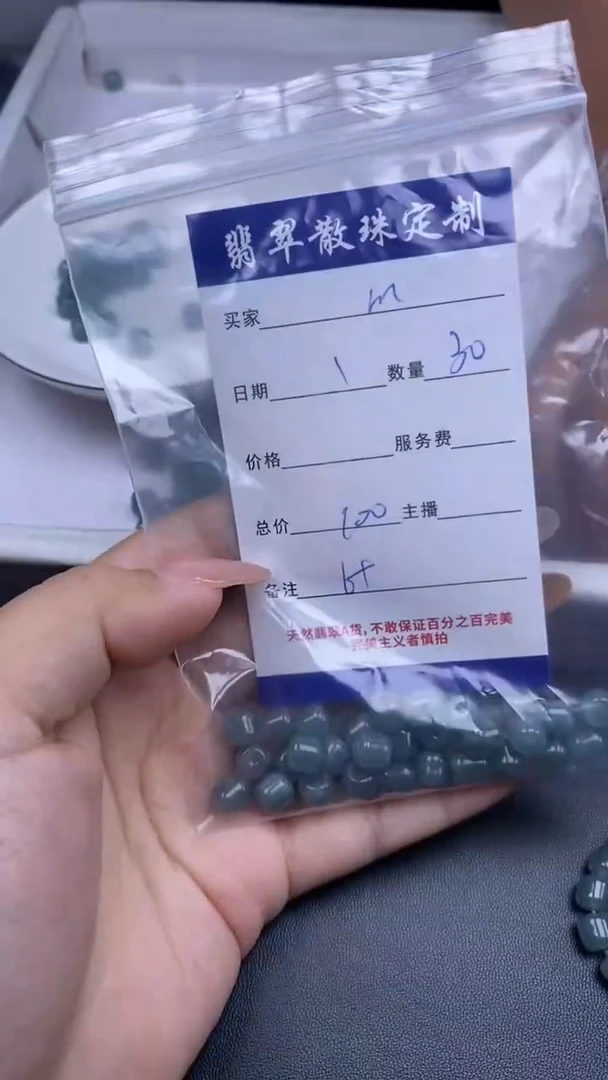 翡翠散珠定制
买家 m
日期 1 数量 30
价格 服务费
总价 100 主播
备注
天然翡翠A货,不敢保证百分之百完美
完美主义者慎拍